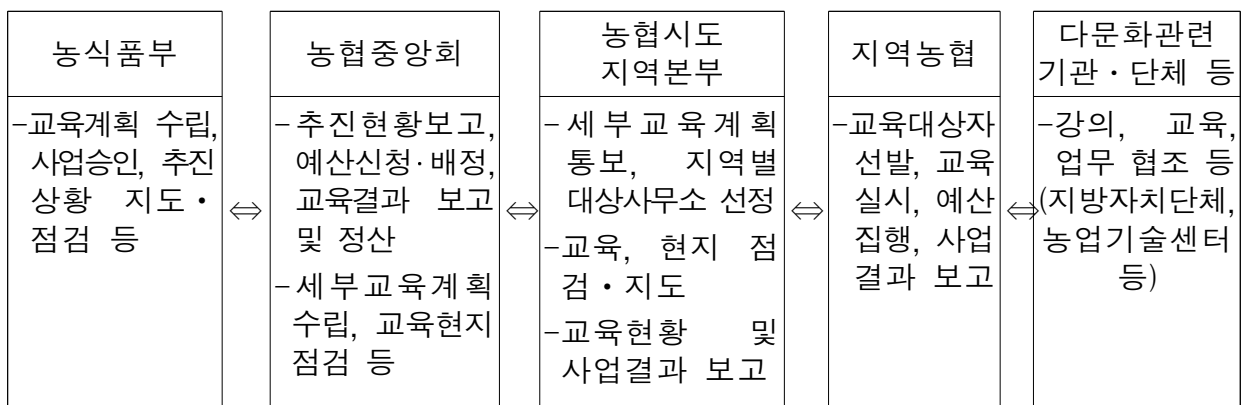 농식품부
-교육계획 수립,
사업승인, 추진
상황 지도·
점검 등
⇔
농협중앙회
-추진현황보고,
예산신청·배정,
교육결과 보고
및 정산
-세부교육계획
수립, 교육현지
점검 등
⇔
농협시도
지역본부
-세부교육계획
통보, 지역별
대상사무소 선정
-교육, 현지 점
검·지도
-교육현황 및
사업결과 보고
⇔
지역농협
-교육대상자
선발, 교육
실시, 예산
집행, 사업
결과 보고
⇔
다문화관련
기관·단체 등
-강의, 교육,
업무 협조 등
(지방자치단체,
농업기술센터
등)